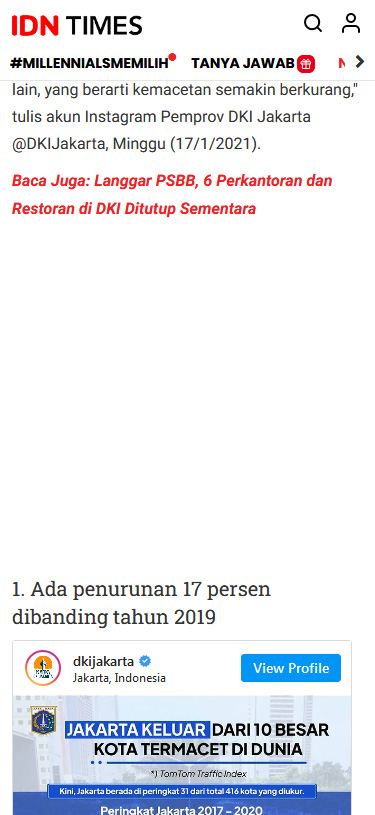 IDN TIMES
#MILLENNIALSMEMILIH TANYA JAWAB
lain, yang berarti kemacetan semakin berkurang,"
tulis akun Instagram Pemprov DKI Jakarta
@DKIJakarta, Minggu (17/1/2021).
Baca Juga: Langgar PSBB, 6 Perkantoran dan
Restoran di DKI Ditutup Sementara
1. Ada penurunan 17 persen
dibanding tahun 2019
dkijakarta
Jakarta, Indonesia
View Profile
JAKARTA KELUAR DARI 10 BESAR
KOTA TERMACET DI DUNIA
*) TomTom Traffic Index
Kini, Jakarta berada di peringkat 31 dari total 416 kota yang diukur.
Peringkat Jakarta 2017 - 2020